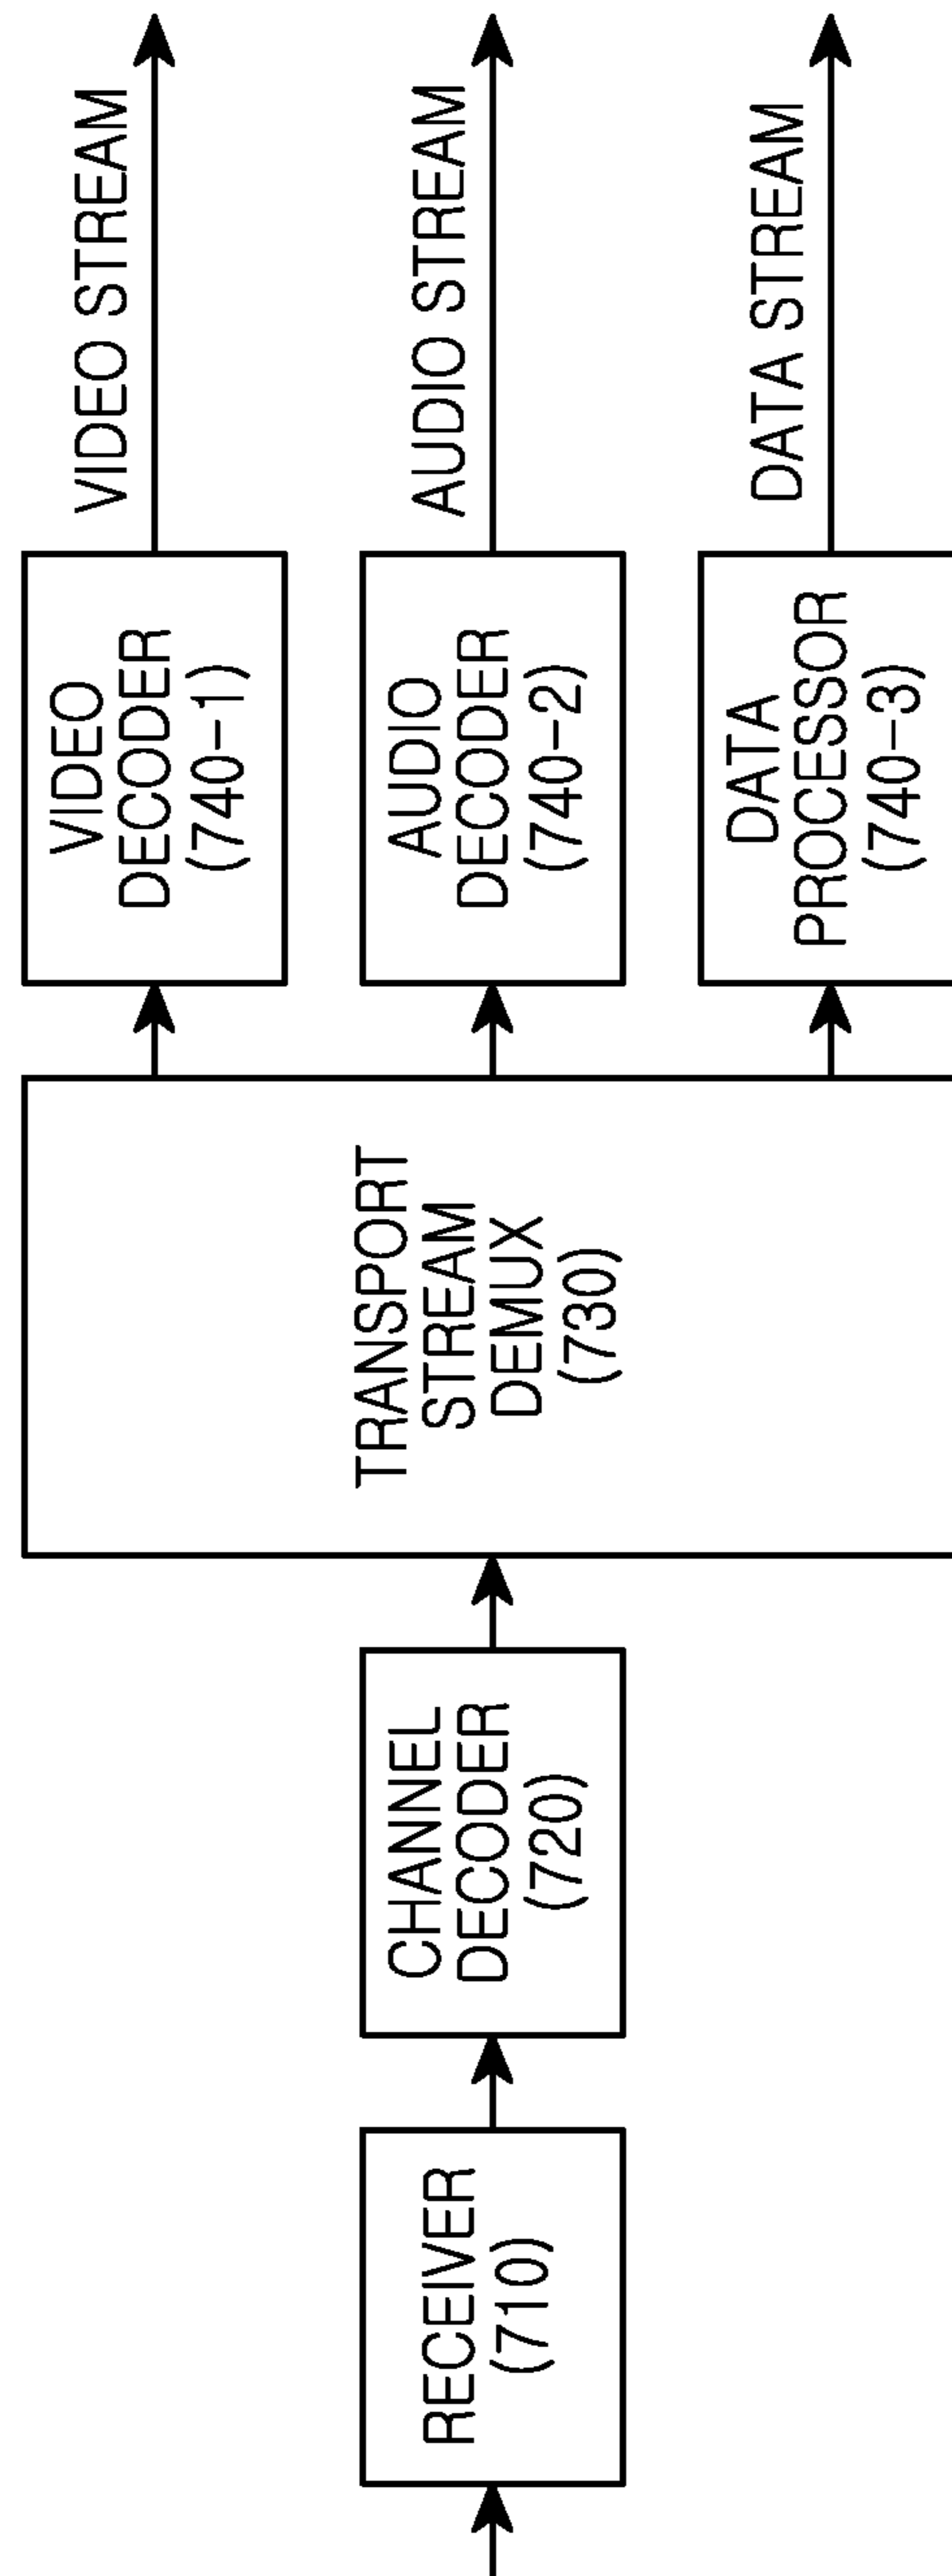 RECEIVER
(710)
CHANNEL
DECODER
(720)
TRANSPORT
STREAM
DEMUX
(730)
VIDEO
DECODER
(740-1)
VIDEO STREAM
AUDIO
DECODER
(740-2)
AUDIO STREAM
DATA
PROCESSOR
(740-3)
DATA STREAM